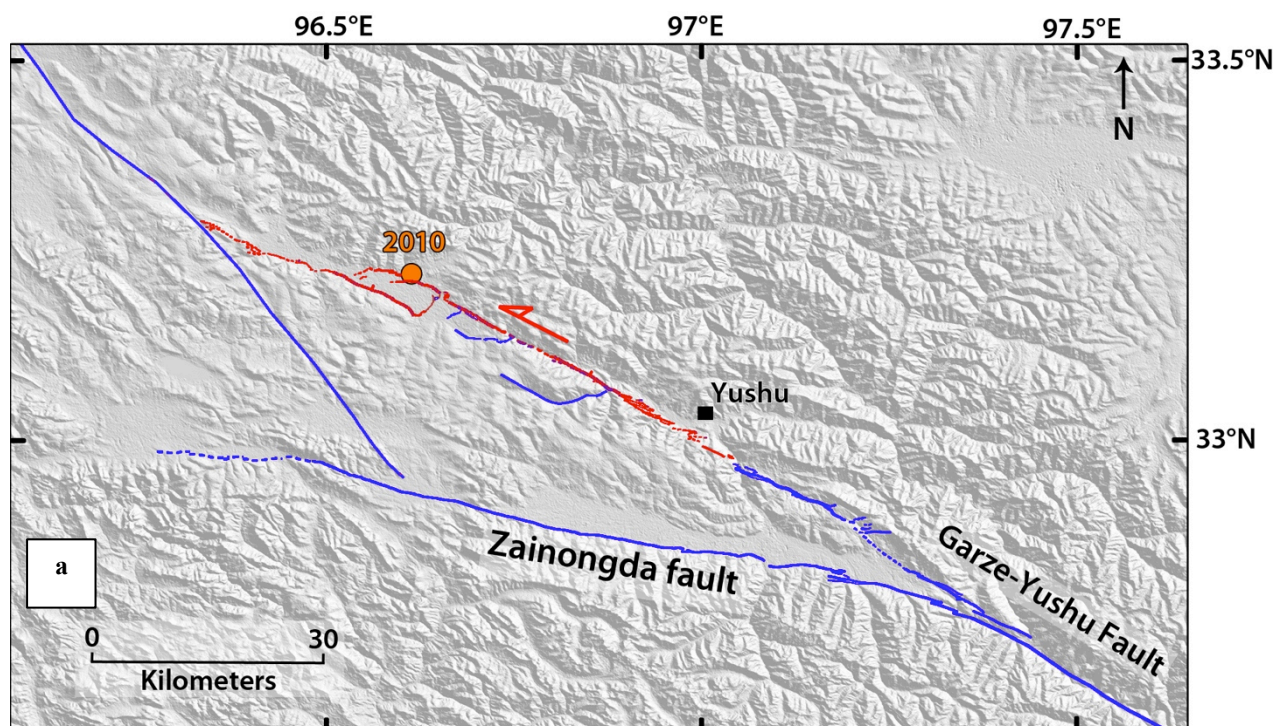 96.5°E
97°E
97.5°E
33.5°N
N
2010
Yushu
33°N
Zainongda fault
Garze-Yushu Fault
a
0
30
Kilometers